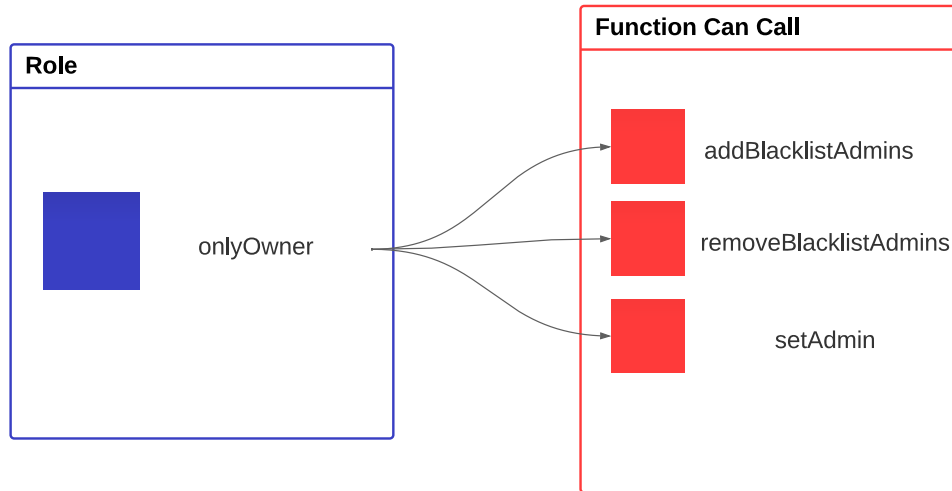 Function Can Call
Role
addBlacklistAdmins
onlyOwner
removeBlacklistAdmins
setAdmin